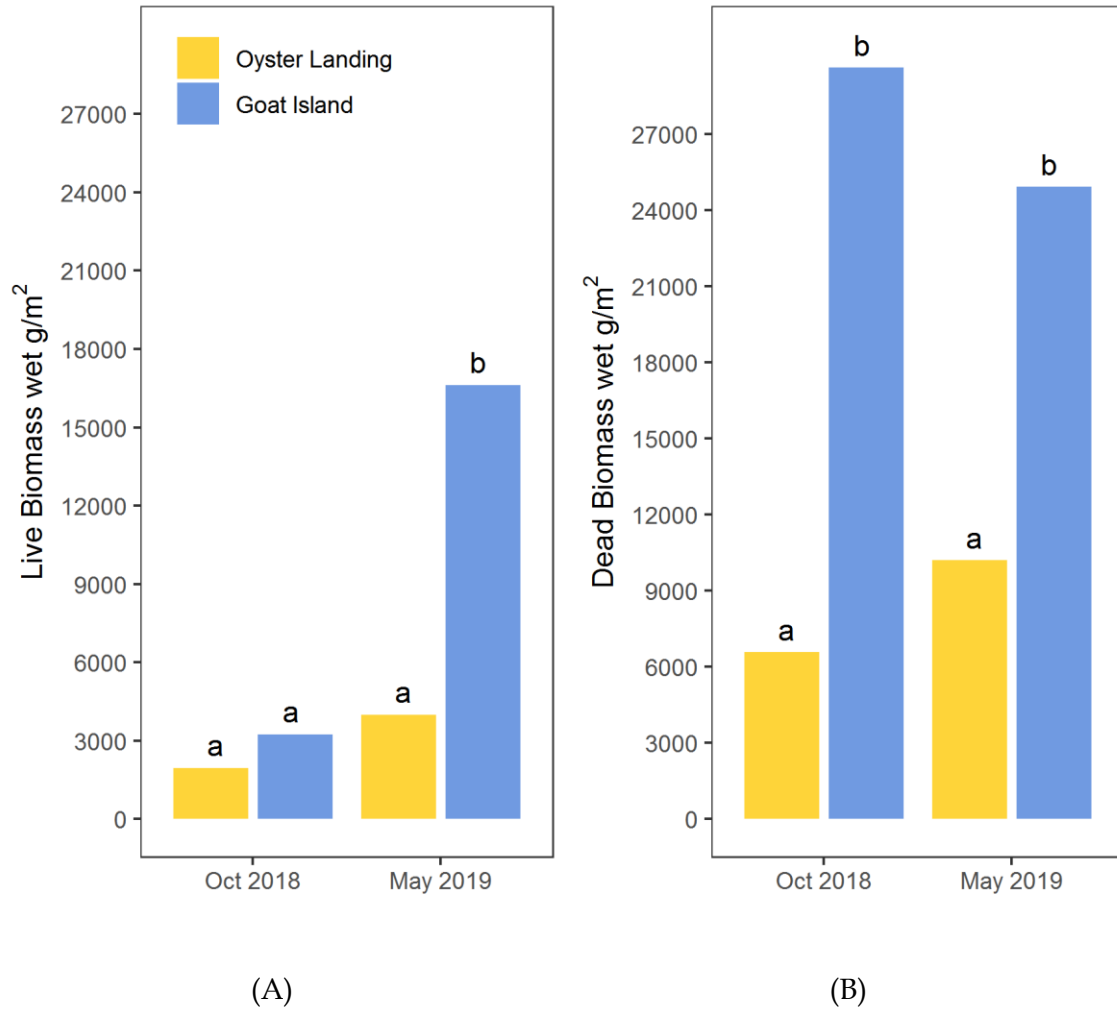 Oyster Landing
Goat Island
Live Biomass wet g/m²
27000
24000
21000
18000
15000
12000
9000
6000
3000
0
a
a
a
b
Oct 2018
May 2019
(A)
Dead Biomass wet g/m²
27000
24000
21000
18000
15000
12000
9000
6000
3000
0
a
b
a
b
Oct 2018
May 2019
(B)